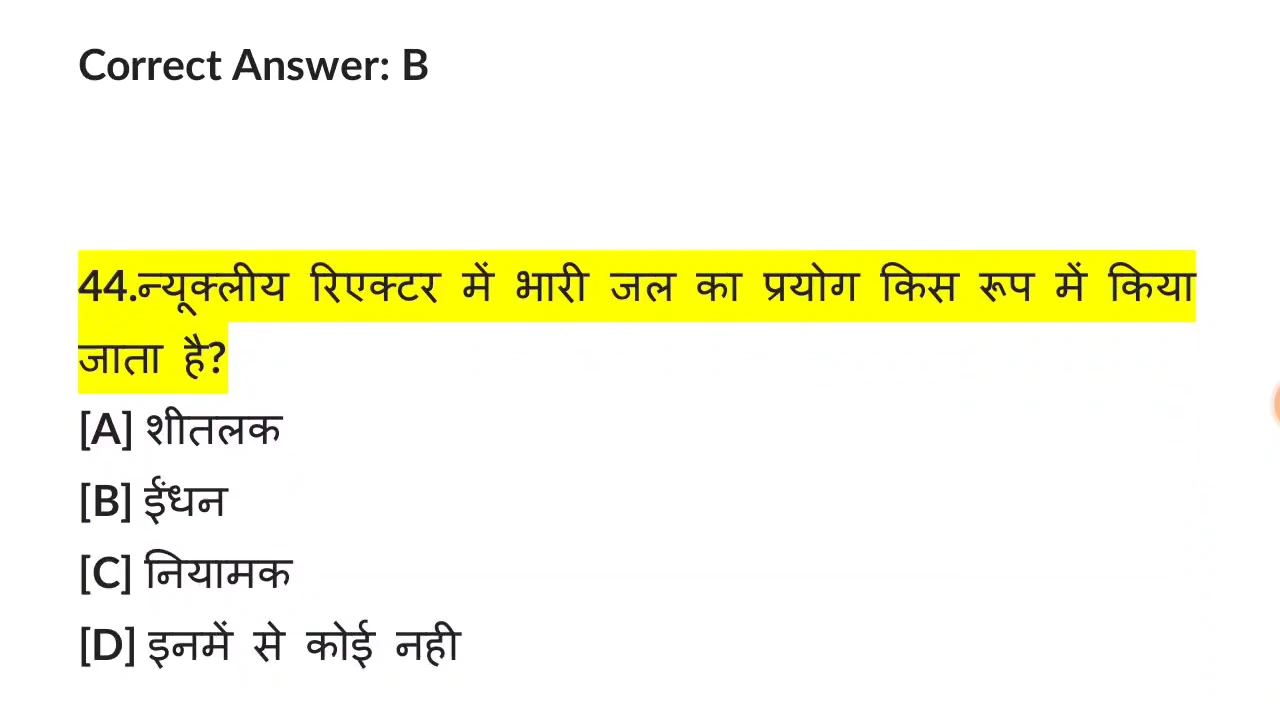 Correct Answer: B
44.न्यूक्लीय रिएक्टर में भारी जल का प्रयोग किस रूप में किया
जाता है?
[A] शीतलक
[B] ईंधन
[C] नियामक
[D] इनमें से कोई नही